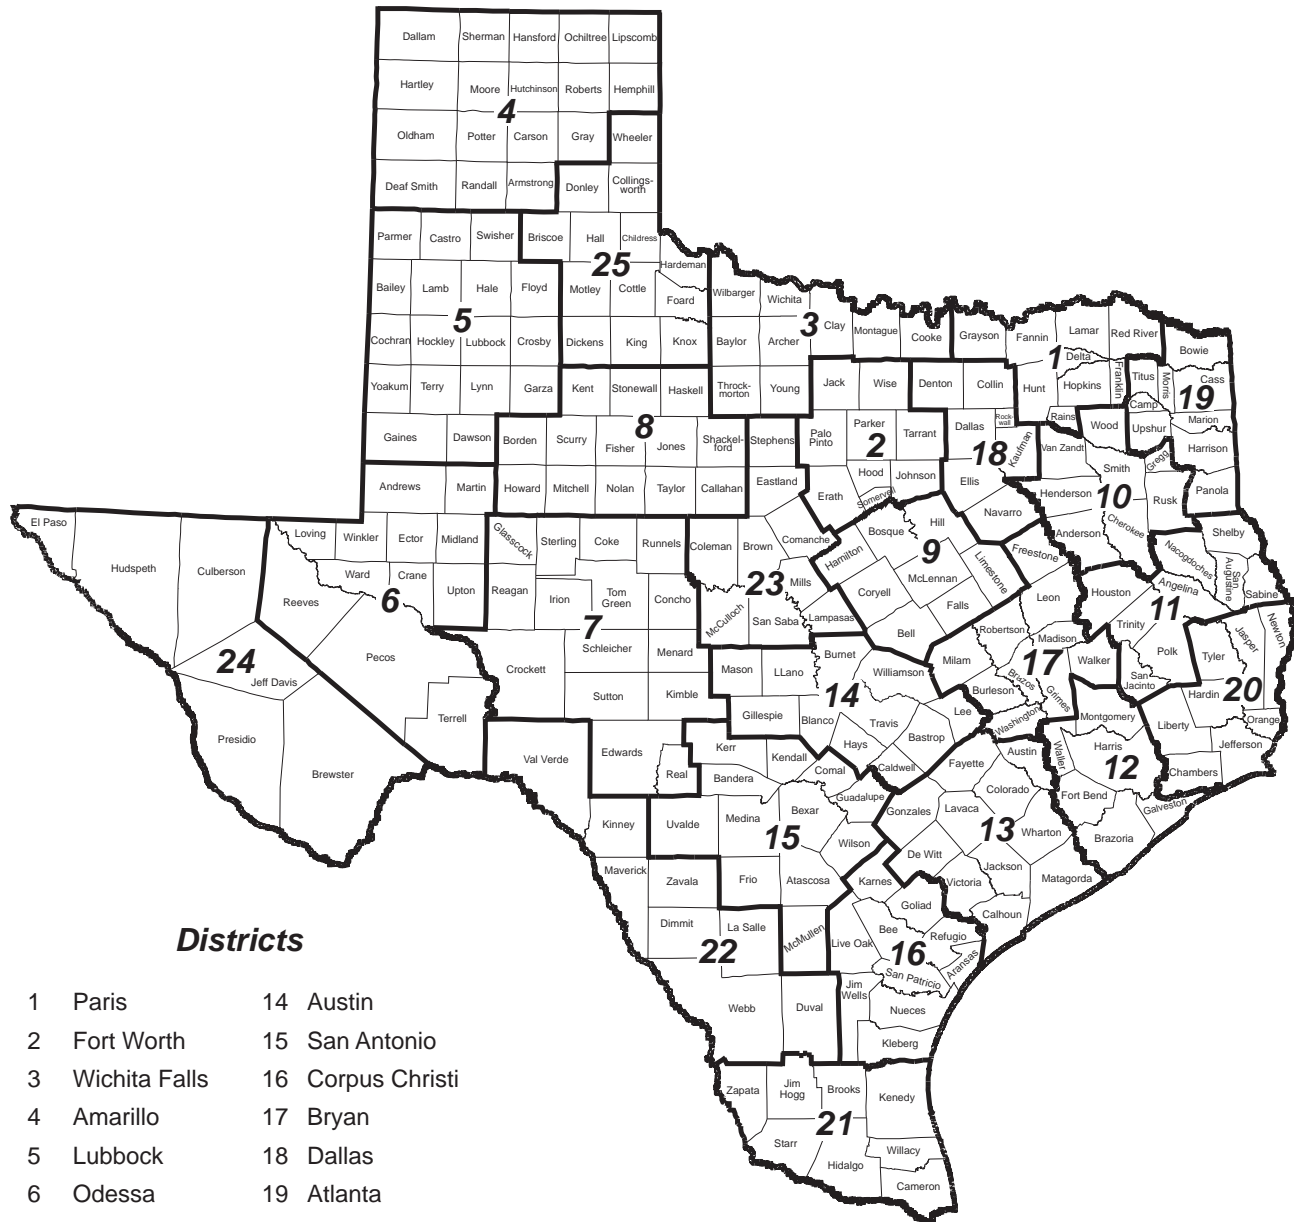 Dallam Sherman Hansford Ochiltree Lipscomb
Hartley Moore Hutchinson Roberts Hemphill
4
Oldham Potter Carson Gray Wheeler
Deaf Smith Randall Armstrong Donley Collings-
worth
Parmer Castro Swisher Briscoe Hall Childress
25 Hardeman
Bailey Lamb Hale Floyd Motley Cottle Foard Wilbarger Wichita
5 3 Clay Montague Cooke Grayson Fannin Lamar Red River Bowie
Cochran Hockley Lubbock Crosby Dickens King Knox Baylor Archer 1 Delta
Yoakum Terry Lynn Garza Kent Stonewall Haskell Throck-
morton Young Jack Wise Denton Collin Hunt Hopkins Franklin Titus Morris Cass 19
Camp
Gaines Dawson Borden Scurry 8 Fisher Jones Shackel-
ford Stephens Palo
Pinto Parker 2 Tarrant Dallas Rock-
wall 18 Kaufman Rains Wood Upshur Marion
Van Zandt Smith Gregg Harrison
Andrews Martin Howard Mitchell Nolan Taylor Callahan Eastland Erath Hood Somervell Johnson Ellis Henderson 10 Rusk Panola
El Paso Hudspeth Culberson Loving Winkler Ector Midland Glasscock Sterling Coke Runnels Coleman Brown Comanche Hamilton Bosque Hill Navarro Anderson Cherokee Shelby
9 Freestone Nacogdoches San
Augustine Sabine
Reeves Ward Crane Upton Reagan Irion Tom
Green Concho 23 Mills McLennan Limestone Leon Houston Angelina
6 7 McCulloch San Saba Lampasas Coryell Falls Bell Robertson Madison Trinity 11
24 Jeff Davis Pecos Crockett Schleicher Menard Mason LLano Burnet Williamson Milam 17 Walker Polk Tyler Jasper Newton
Terrell Sutton Kimble Gillespie Blanco 14 Travis Lee Burleson Brazos Grimes San
Jacinto Hardin 20
Presidio Brewster Val Verde Edwards Real Kerr Kendall Hays Bastrop Washington Montgomery Liberty Orange
Bandera Comal Caldwell Fayette Austin Waller Harris 12 Jefferson Chambers
Kinney Uvalde Medina Bexar Guadalupe Gonzales Lavaca Colorado Fort Bend Galveston
15 Wilson 13 Wharton Brazoria
Maverick Zavala Frio Atascosa Karnes De Witt Jackson Matagorda
Victoria
Dimmit La Salle McMullen Live Oak Bee Goliad Refugio Calhoun
22 16 Aransas
San Patricio
Webb Duval Jim
Wells Nueces
Kleberg
Zapata Jim
Hogg Brooks Kenedy
21
Starr Hidalgo Willacy
Cameron
Districts
1 Paris 14 Austin
2 Fort Worth 15 San Antonio
3 Wichita Falls 16 Corpus Christi
4 Amarillo 17 Bryan
5 Lubbock 18 Dallas
6 Odessa 19 Atlanta